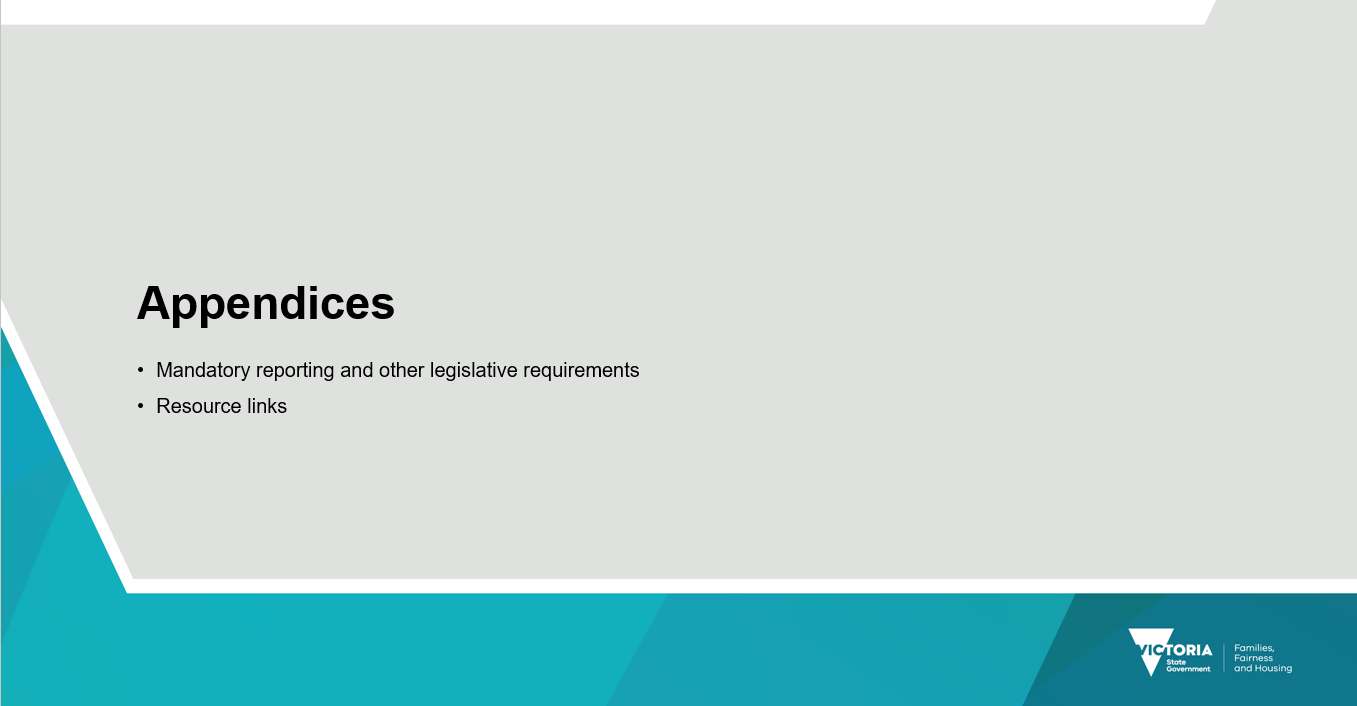 Appendices
• Mandatory reporting and other legislative requirements
• Resource links
VICTORIA
State
Government
Families,
Fairness
and Housing